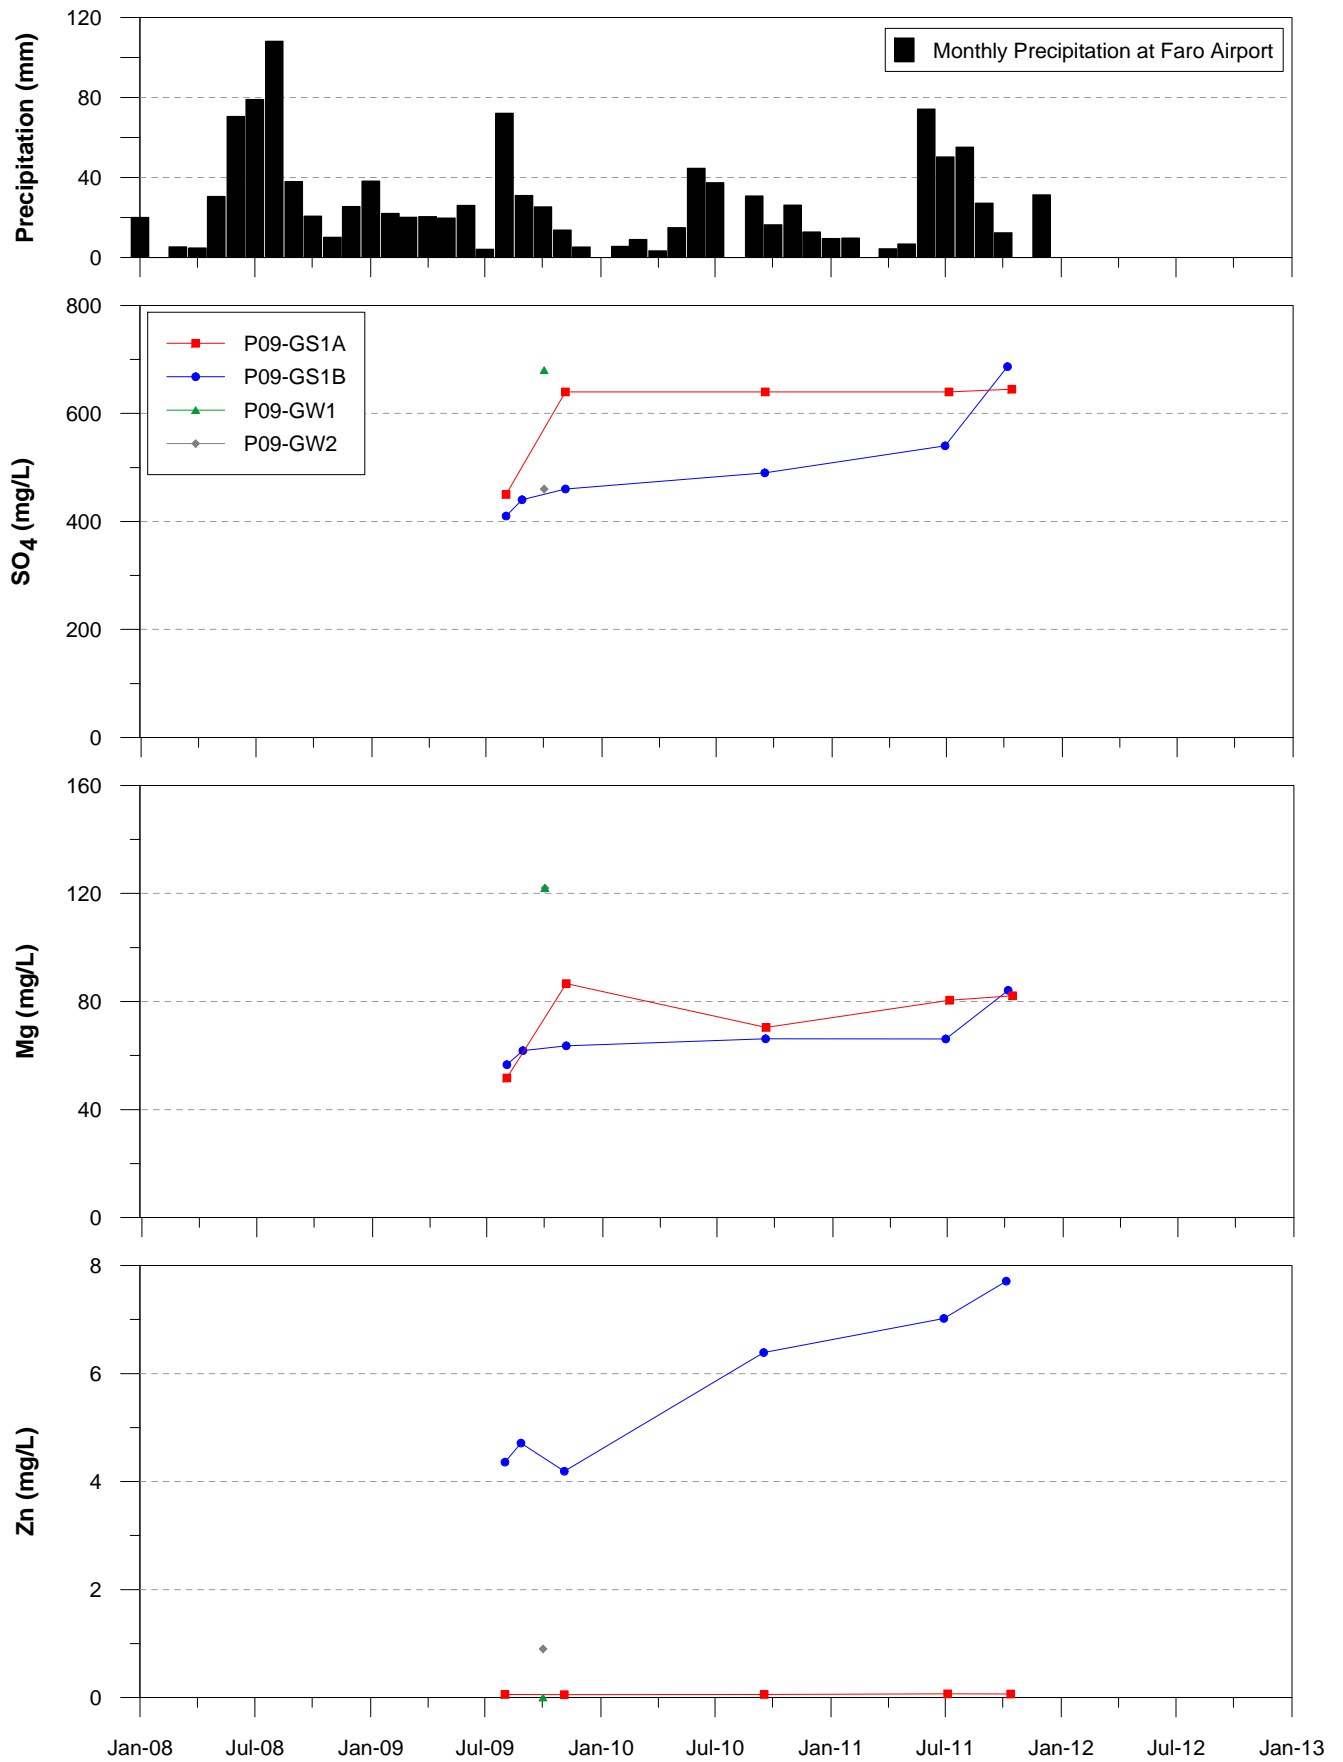 120
80
40
0
Precipitation (mm)
Monthly Precipitation at Faro Airport
800
600
400
200
0
SO4 (mg/L)
P09-GS1A
P09-GS1B
P09-GW1
P09-GW2
160
120
80
40
0
Mg (mg/L)
8
6
4
2
0
Zn (mg/L)
Jan-08 Jul-08 Jan-09 Jul-09 Jan-10 Jul-10 Jan-11 Jul-11 Jan-12 Jul-12 Jan-13